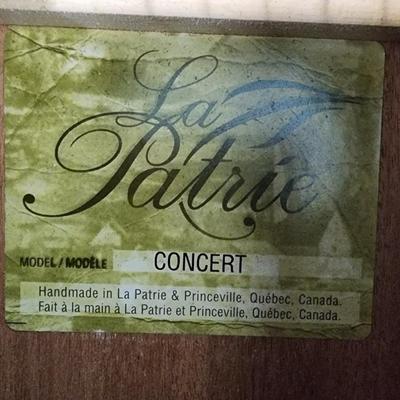 La
Patrie
MODEL / MODÈLE CONCERT
Handmade in La Patrie & Princeville, Québec, Canada.
Fait à la main à La Patrie et Princeville, Québec, Canada.